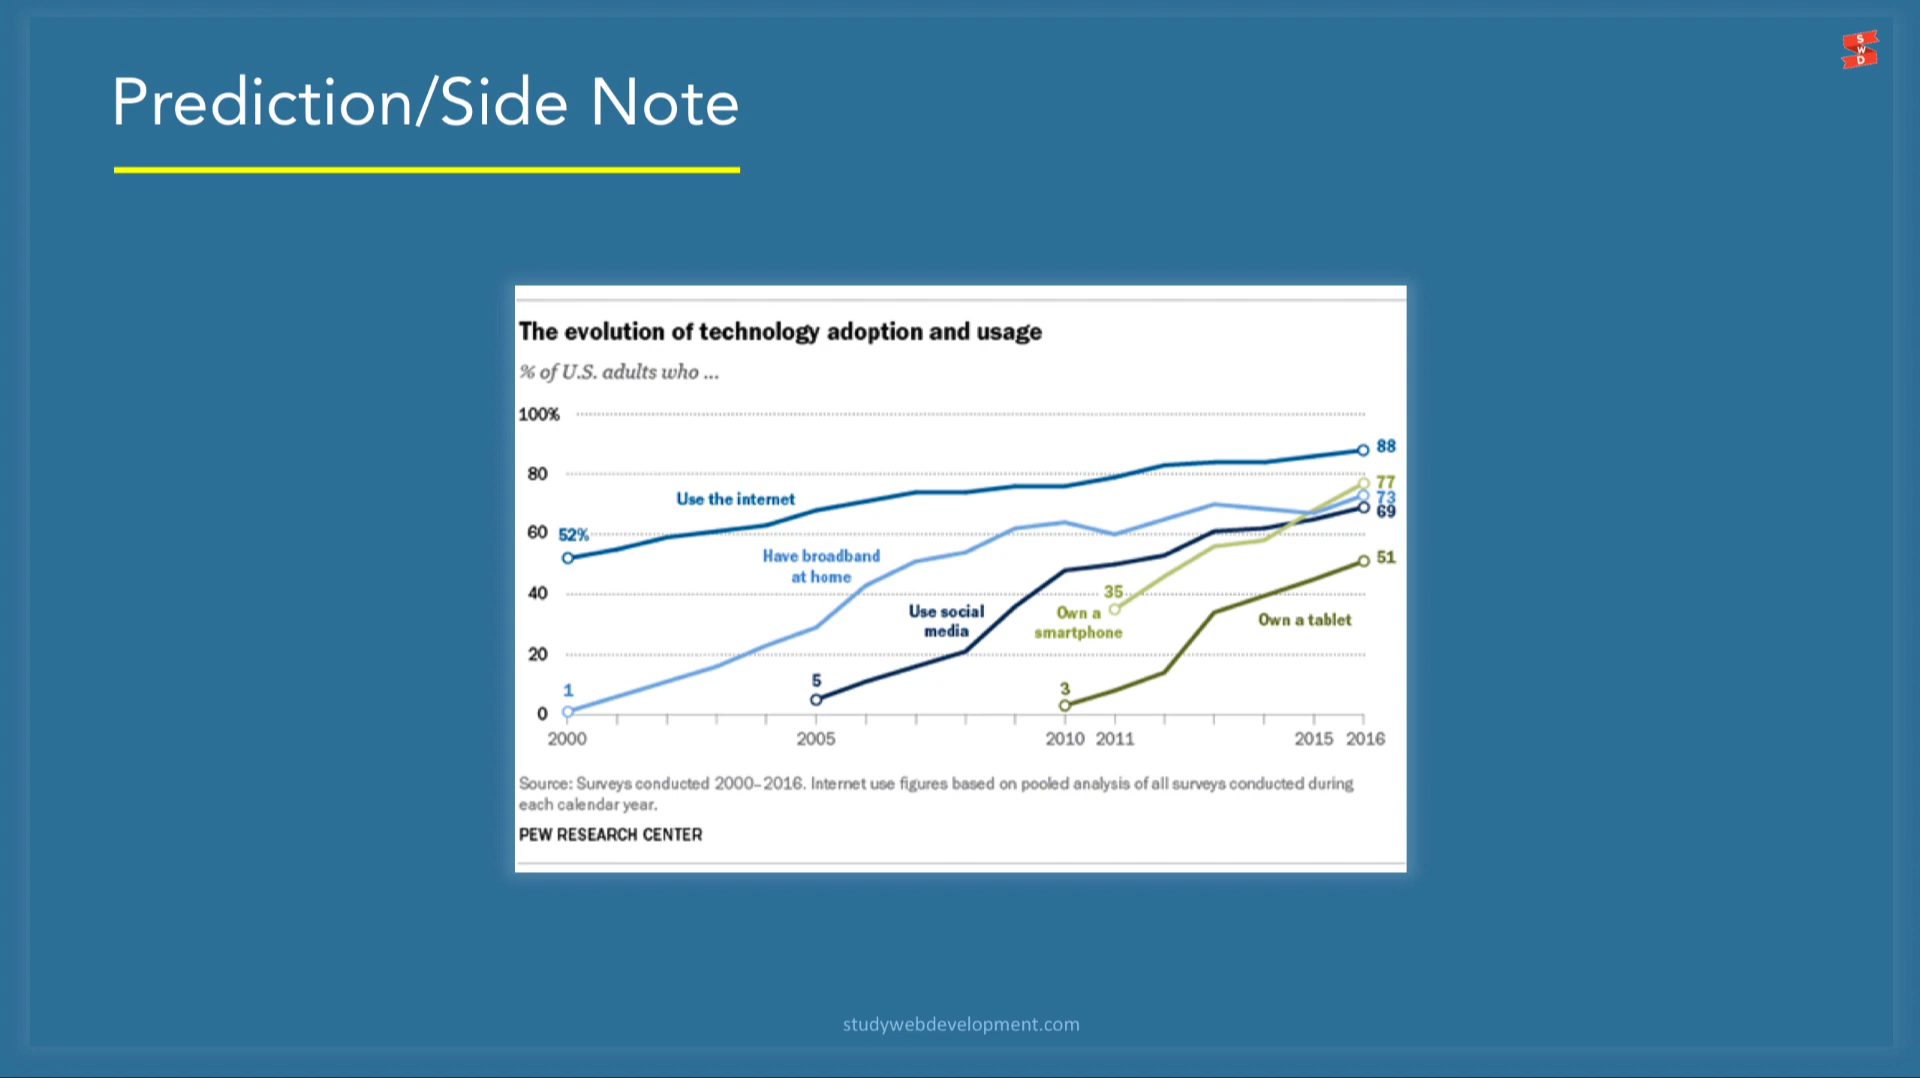 S
W
D
Prediction/Side Note
The evolution of technology adoption and usage
% of U.S. adults who ...
100%
80
60
40
20
0
52%
1
5
3
35
Use the internet
Have broadband
at home
Use social
media
Own a
smartphone
Own a tablet
88
77
73
69
51
2000
2005
2010
2011
2015
2016
Source: Surveys conducted 2000–2016. Internet use figures based on pooled analysis of all surveys conducted during
each calendar year.
PEW RESEARCH CENTER
studywebdevelopment.com